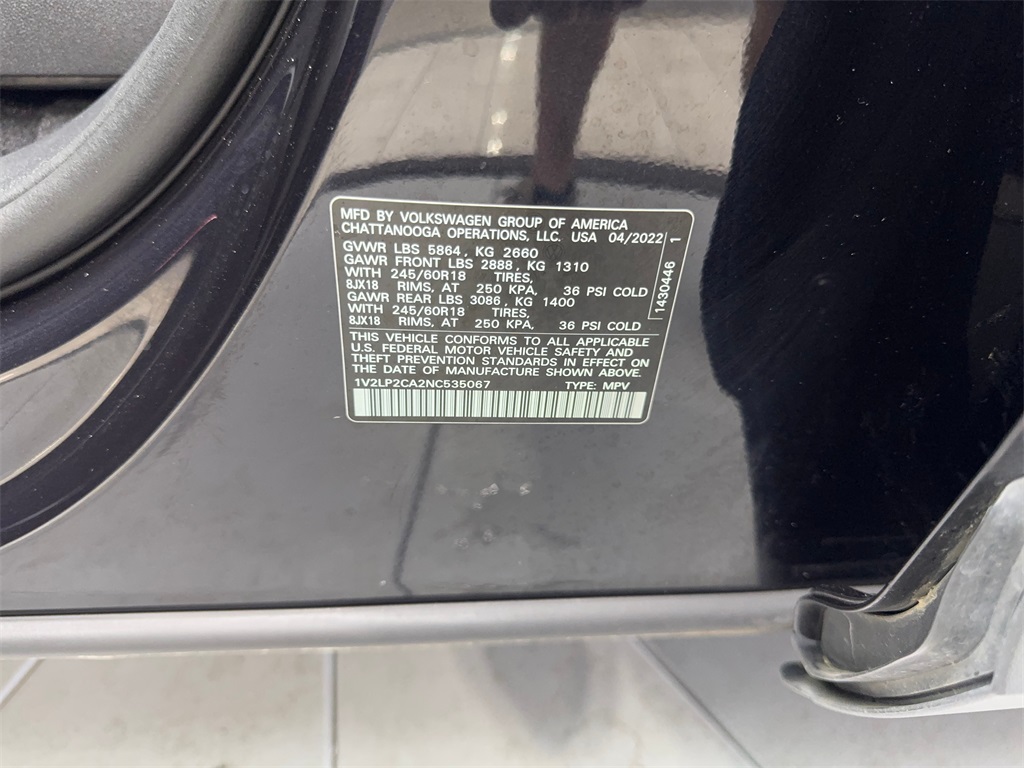 MFD BY VOLKSWAGEN GROUP OF AMERICA
CHATTANOOGA OPERATIONS, LLC. USA 04/2022
GVWR LBS 5864, KG 2660
GAWR FRONT LBS 2888, KG 1310
WITH 245/60R18 TIRES,
8JX18 RIMS, AT 250 KPA, 36 PSI COLD
GAWR REAR LBS 3086, KG 1400
WITH 245/60R18 TIRES,
8JX18 RIMS, AT 250 KPA, 36 PSI COLD
THIS VEHICLE CONFORMS TO ALL APPLICABLE
U.S. FEDERAL MOTOR VEHICLE SAFETY AND
THEFT PREVENTION STANDARDS IN EFFECT ON
THE DATE OF MANUFACTURE SHOWN ABOVE.
1V2LP2CA2NC535067 TYPE: MPV
1430446 1